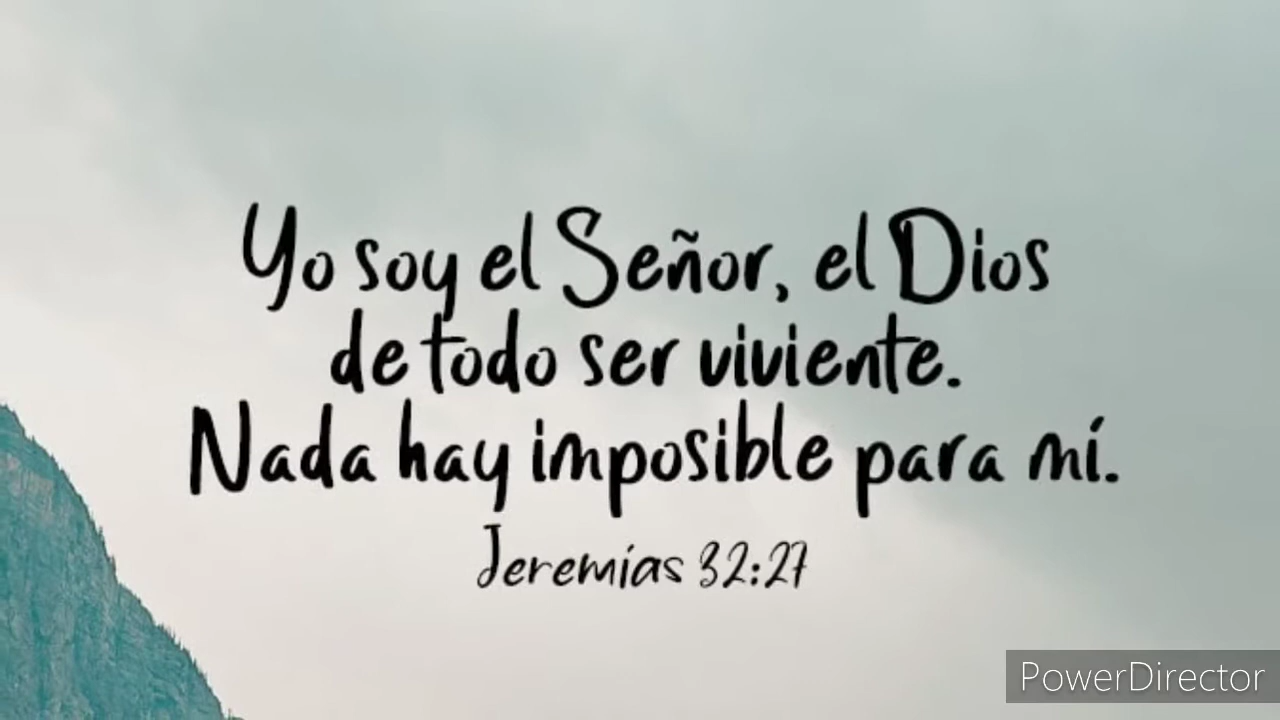 Yo soy el Señor, el Dios
de todo ser viviente.
Nada hay imposible para mí.
Jeremías 32:27
PowerDirector